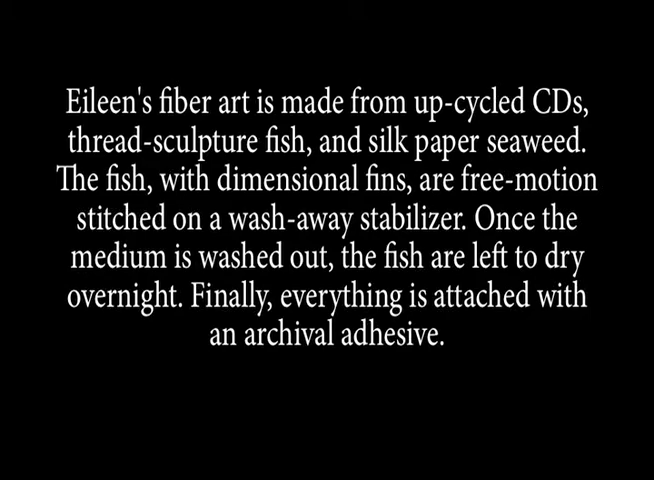 Eileen's fiber art is made from up-cycled CDs,
thread-sculpture fish, and silk paper seaweed.
The fish, with dimensional fins, are free-motion
stitched on a wash-away stabilizer. Once the
medium is washed out, the fish are left to dry
overnight. Finally, everything is attached with
an archival adhesive.